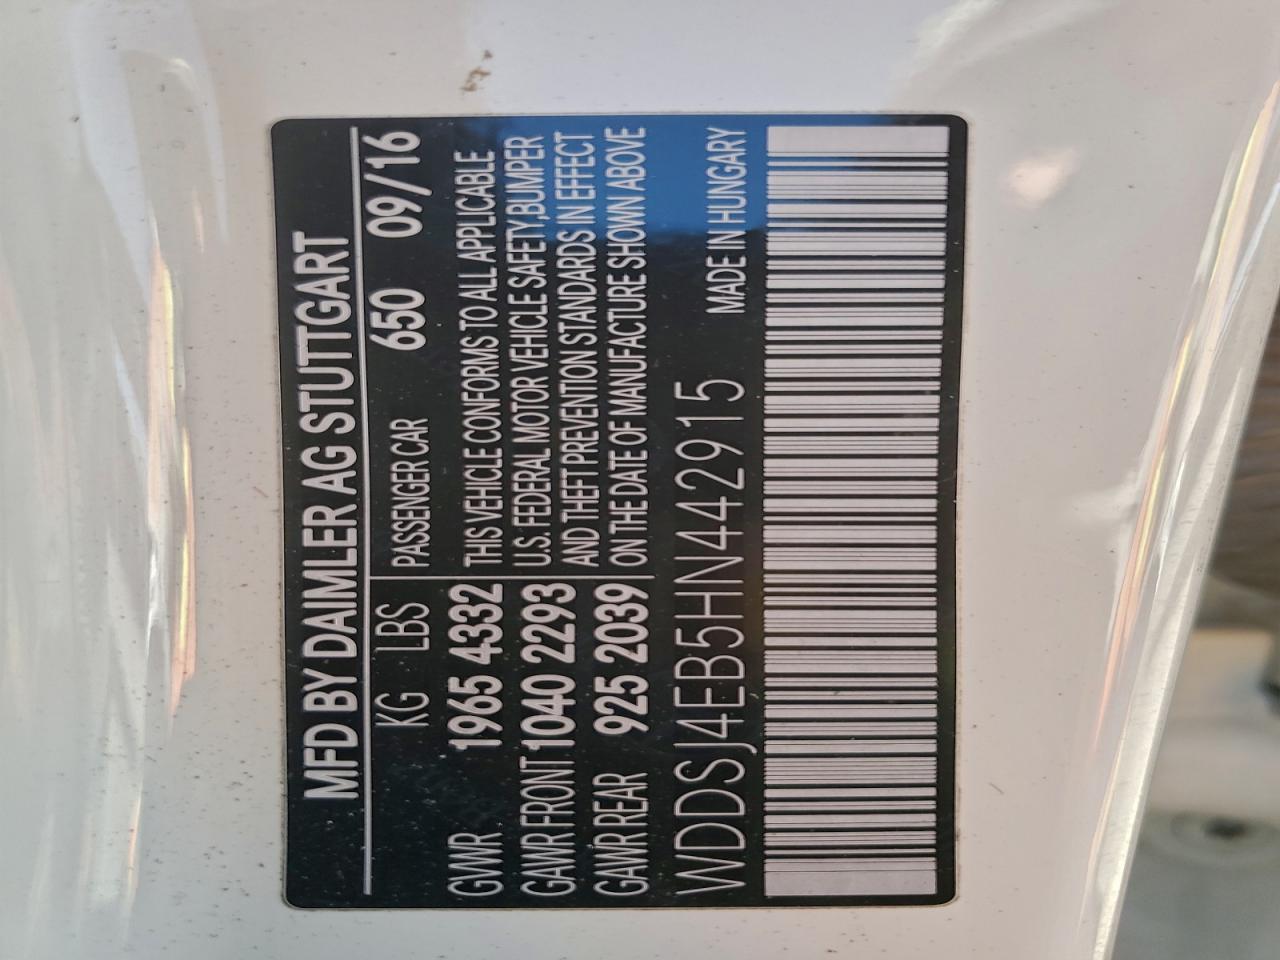 MFD BY DAIMLER AG STUTTGART
KG LBS PASSENGER CAR 650 09/16
GWR 1965 4332 THIS VEHICLE CONFORMS TO ALL APPLICABLE
GAWR FRONT 1040 2293 U.S. FEDERAL MOTOR VEHICLE SAFETY,BUMPER
GAWR REAR 925 2039 AND THEFT PREVENTION STANDARDS IN EFFECT
ON THE DATE OF MANUFACTURE SHOWN ABOVE
WDDSJ4EB5HN442915 MADE IN HUNGARY